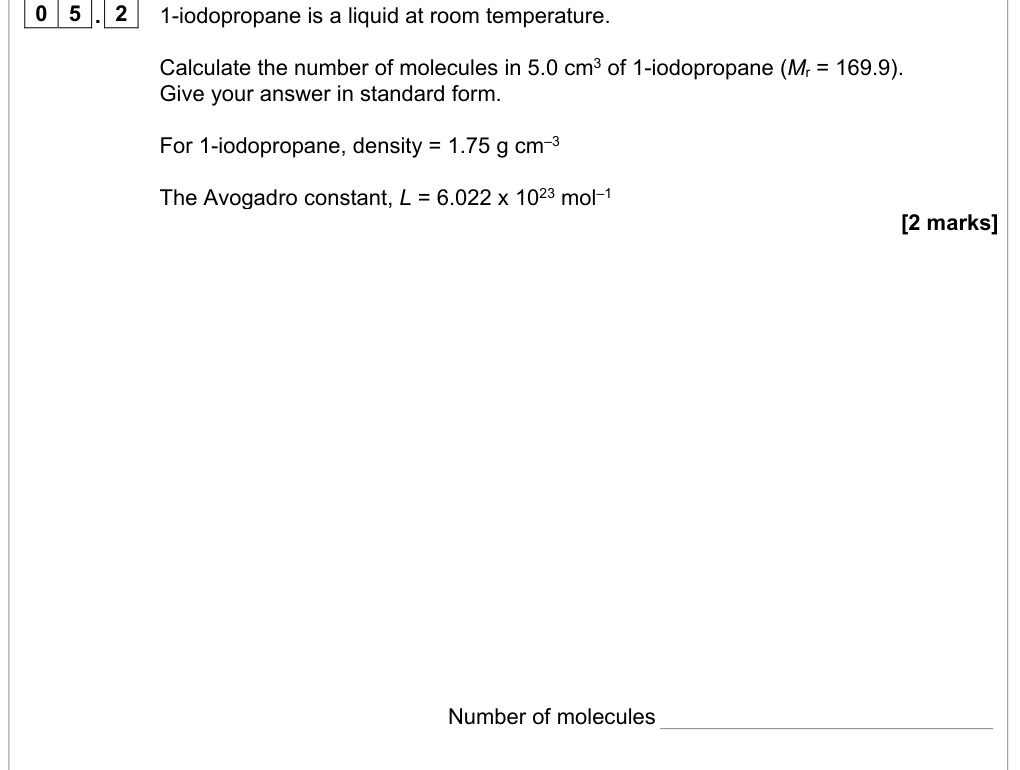 0 5 . 2 1-iodopropane is a liquid at room temperature.
Calculate the number of molecules in 5.0 cm³ of 1-iodopropane (Mᵣ = 169.9).
Give your answer in standard form.
For 1-iodopropane, density = 1.75 g cm⁻³
The Avogadro constant, L = 6.022 x 10²³ mol⁻¹
[2 marks]
Number of molecules